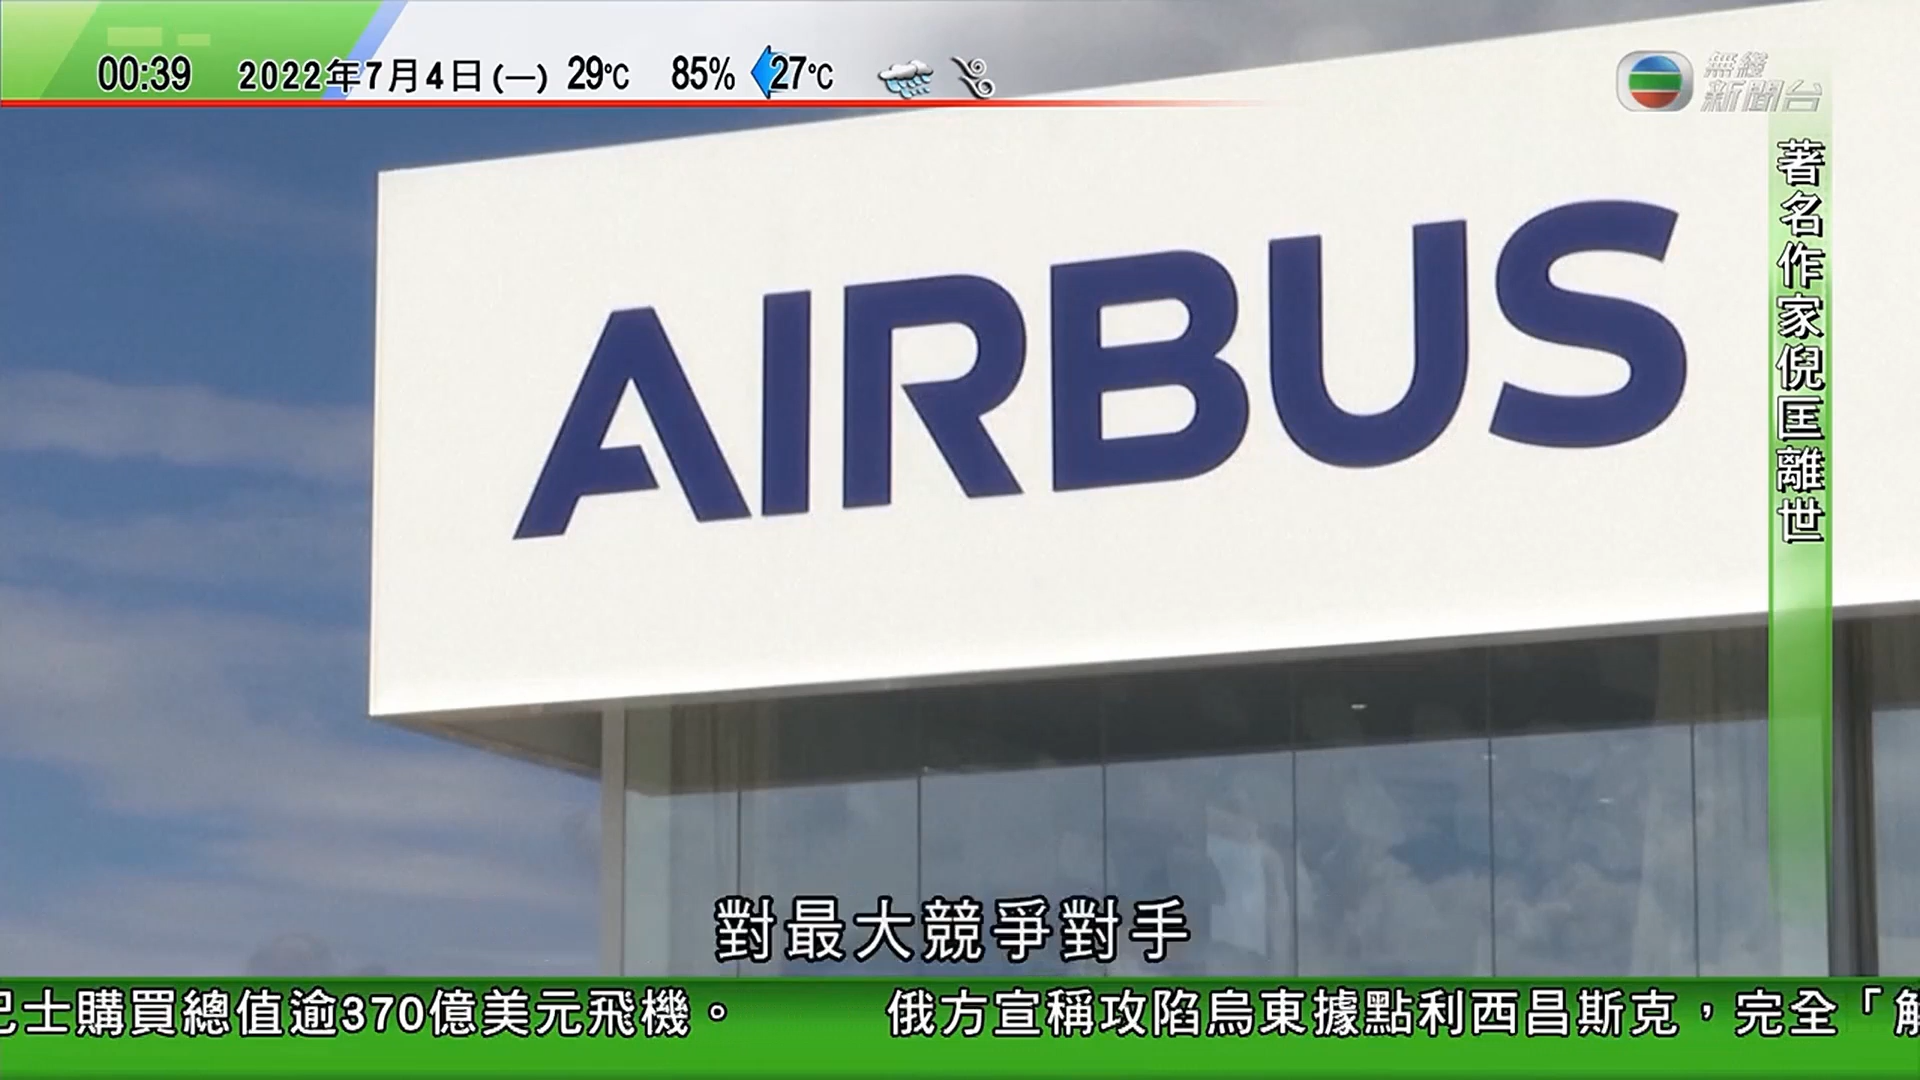 00:39 2022年7月4日(一) 29℃ 85% 27℃
無綫
新聞台
AIRBUS
著名作家倪匡離世
對最大競爭對手
巴士購買總值逾370億美元飛機。 俄方宣稱攻陷烏東據點利西昌斯克，完全「解